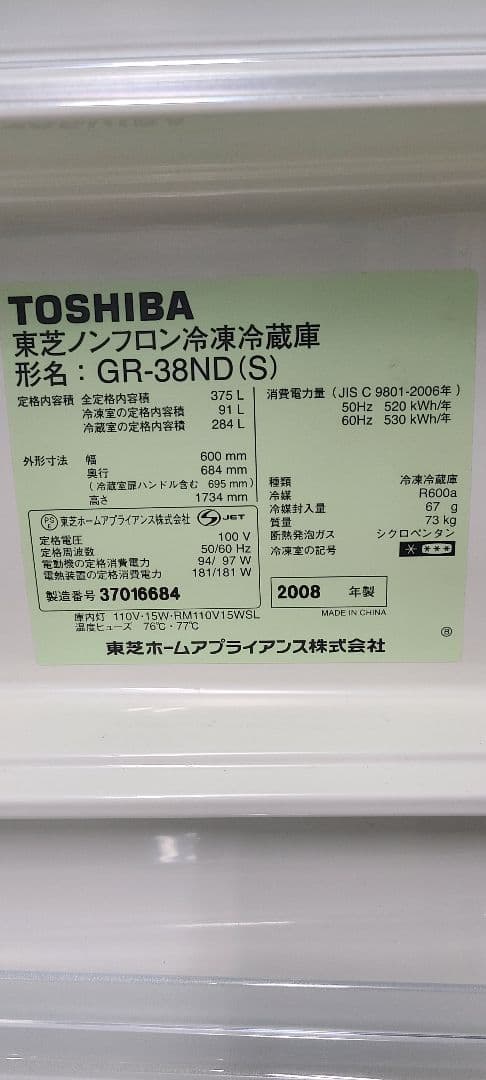 TOSHIBA
東芝ノンフロン冷凍冷蔵庫
形名：GR-38ND(S)
定格内容積 全定格内容積 375 L
冷凍室の定格内容積 91 L
冷蔵室の定格内容積 284 L
外形寸法 幅 600 mm
奥行 684 mm
（冷蔵室扉ハンドル含む 695 mm）
高さ 1734 mm
消費電力量（JIS C 9801-2006年）
50Hz 520 kWh/年
60Hz 530 kWh/年
種類 冷凍冷蔵庫
冷媒 R600a
冷媒封入量 67 g
質量 73 kg
断熱発泡ガス シクロペンタン
冷凍室の記号
PSE 東芝ホームアプライアンス株式会社 JET
定格電圧 100 V
定格周波数 50/60 Hz
電動機の定格消費電力 94/ 97 W
電熱装置の定格消費電力 181/181 W
製造番号 37016684
2008 年製
庫内灯 110V·15W·RM110V15WSL
温度ヒューズ 76℃·77℃
MADE IN CHINA
東芝ホームアプライアンス株式会社